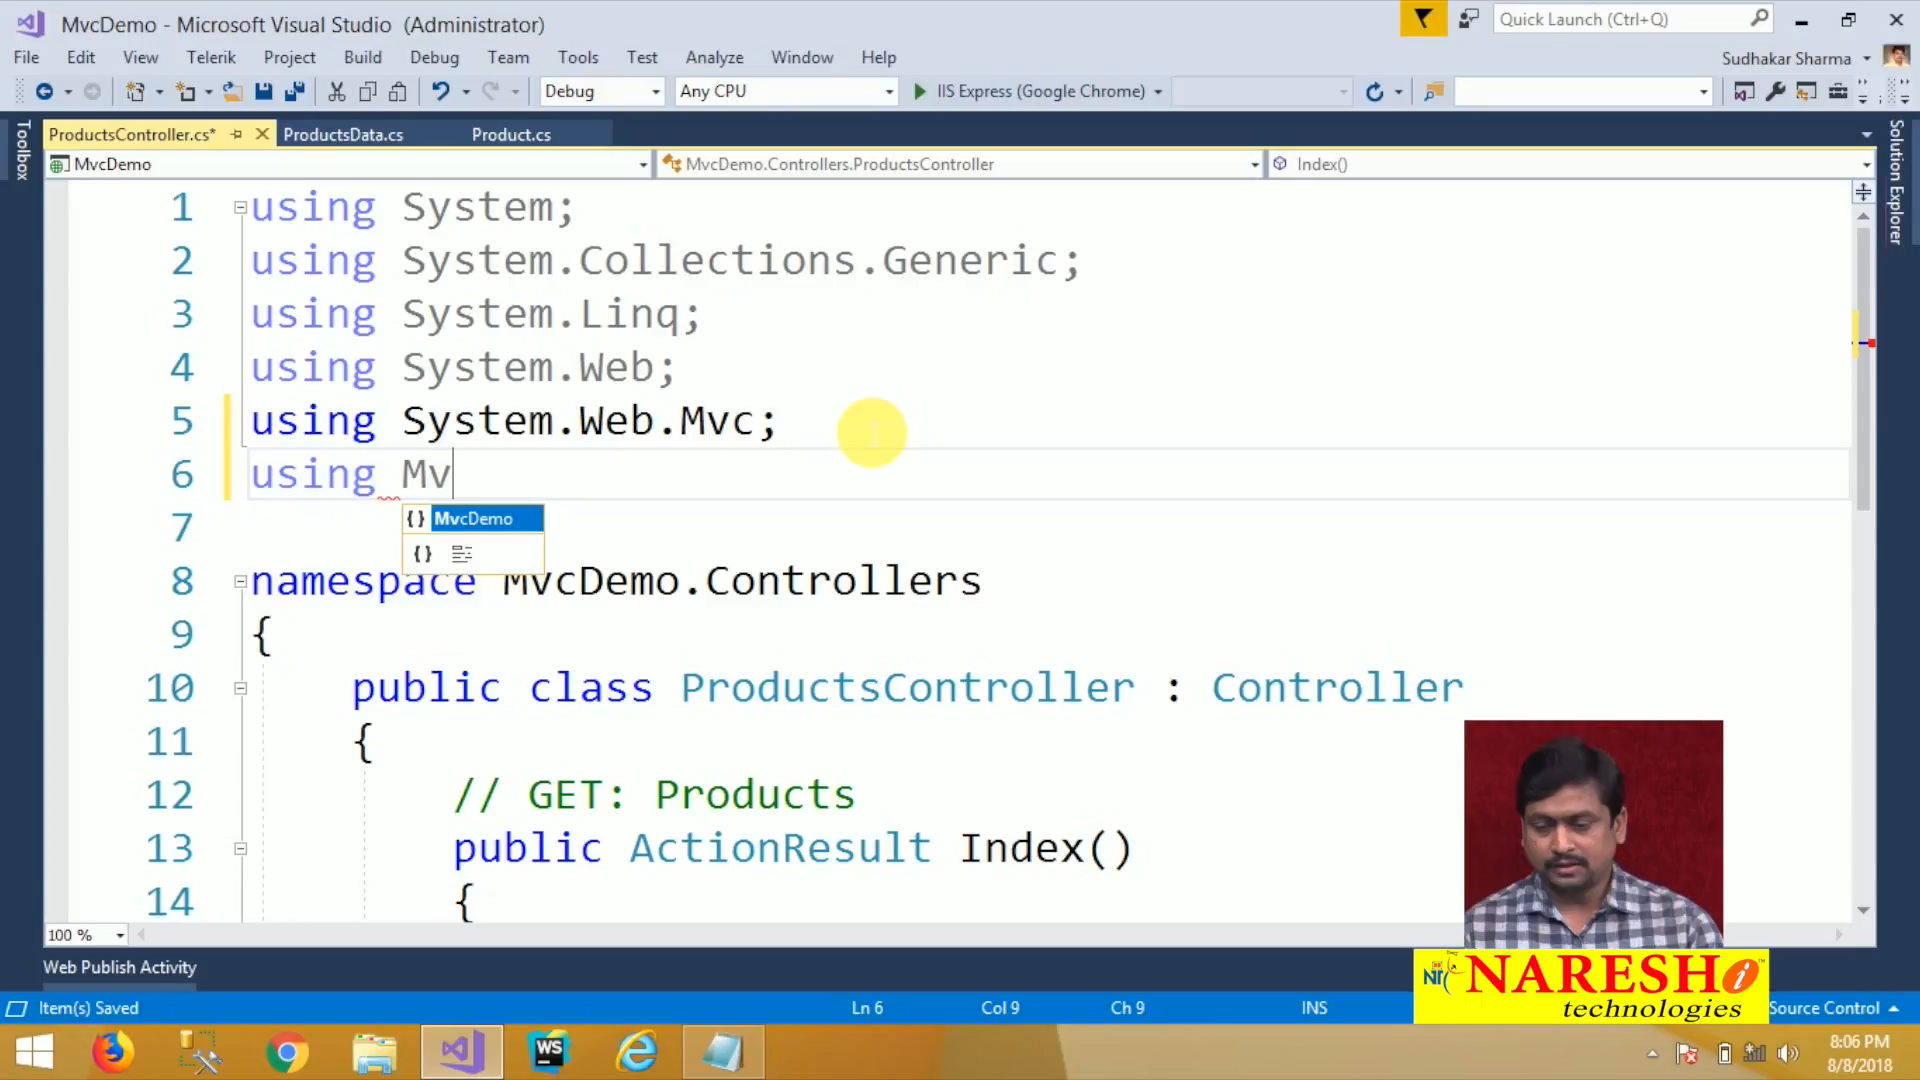 MvcDemo - Microsoft Visual Studio (Administrator)
Quick Launch (Ctrl+Q)
File Edit View Telerik Project Build Debug Team Tools Test Analyze Window Help
Sudhakar Sharma
Debug Any CPU IIS Express (Google Chrome)
Toolbox
ProductsController.cs* ProductsData.cs Product.cs
Solution Explorer
MvcDemo MvcDemo.Controllers.ProductsController Index()
1 using System;
2 using System.Collections.Generic;
3 using System.Linq;
4 using System.Web;
5 using System.Web.Mvc;
6 using Mv
{ } MvcDemo
7
{ }
8 namespace MvcDemo.Controllers
9 {
10 public class ProductsController : Controller
11 {
12 // GET: Products
13 public ActionResult Index()
14 {
100 %
Web Publish Activity
NARESH i
technologies
Item(s) Saved Ln 6 Col 9 Ch 9 INS Source Control
WS
8:06 PM
8/8/2018